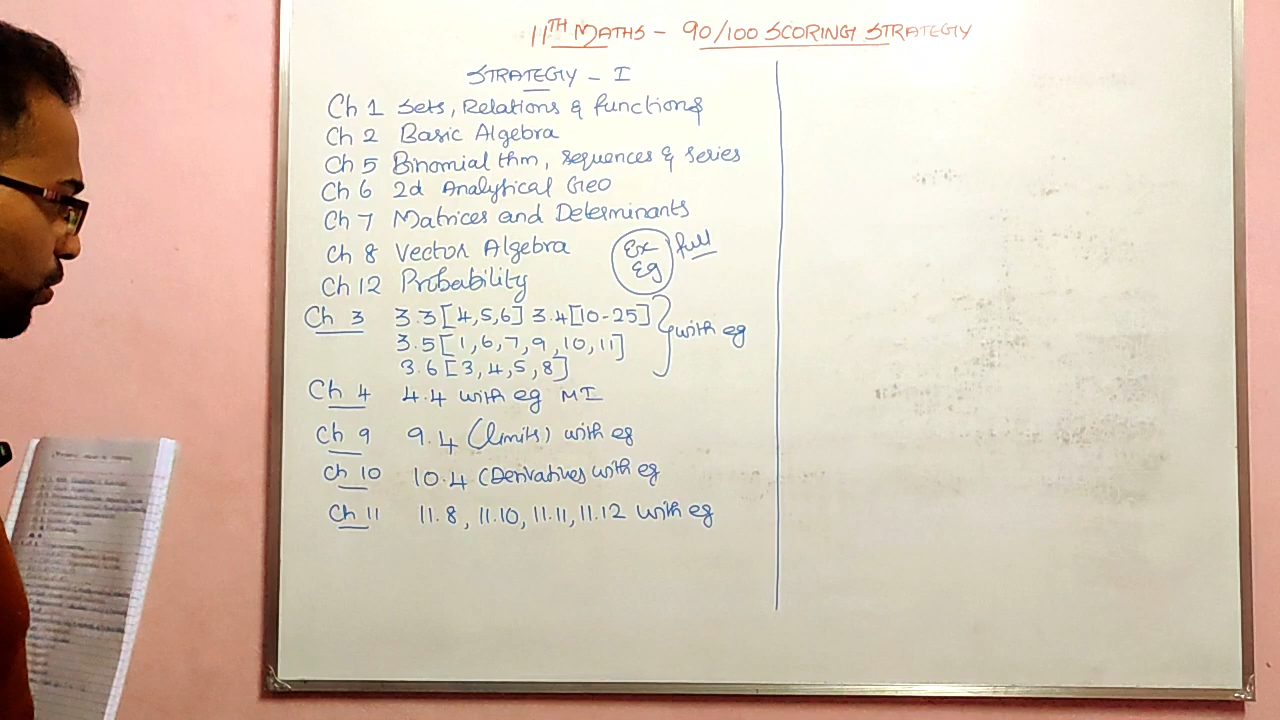 11TH MATHS - 90/100 SCORING STRATEGY
STRATEGY - I
Ch 1 Sets, Relations & functions
Ch 2 Basic Algebra
Ch 5 Binomial thm, sequences & series
Ch 6 2d Analytical Geo
Ch 7 Matrices and Determinants
Ch 8 Vector Algebra
Ch 12 Probability
Ex
Eg
full
Ch 3 3.3 [4,5,6] 3.4 [10-25]
3.5 [1,6,7,9,10,11]
3.6 [3,4,5,8]
with eg
Ch 4 4.4 with eg MI
Ch 9 9.4 (limits) with eg
Ch 10 10.4 (Derivatives with eg
Ch 11 11.8, 11.10, 11.11, 11.12 with eg